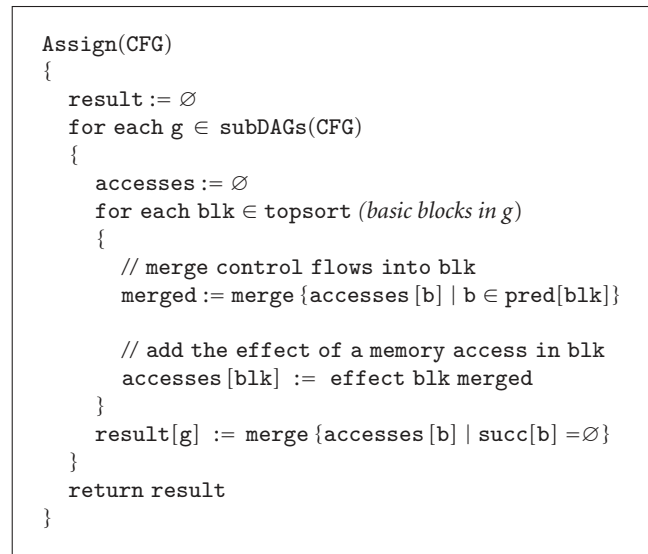 Assign(CFG)
{
result := ∅
for each g ∈ subDAGs(CFG)
{
accesses := ∅
for each blk ∈ topsort (basic blocks in g)
{
// merge control flows into blk
merged := merge {accesses [b] | b ∈ pred[blk]}
// add the effect of a memory access in blk
accesses [blk] := effect blk merged
}
result[g] := merge {accesses [b] | succ[b] =∅}
}
return result
}